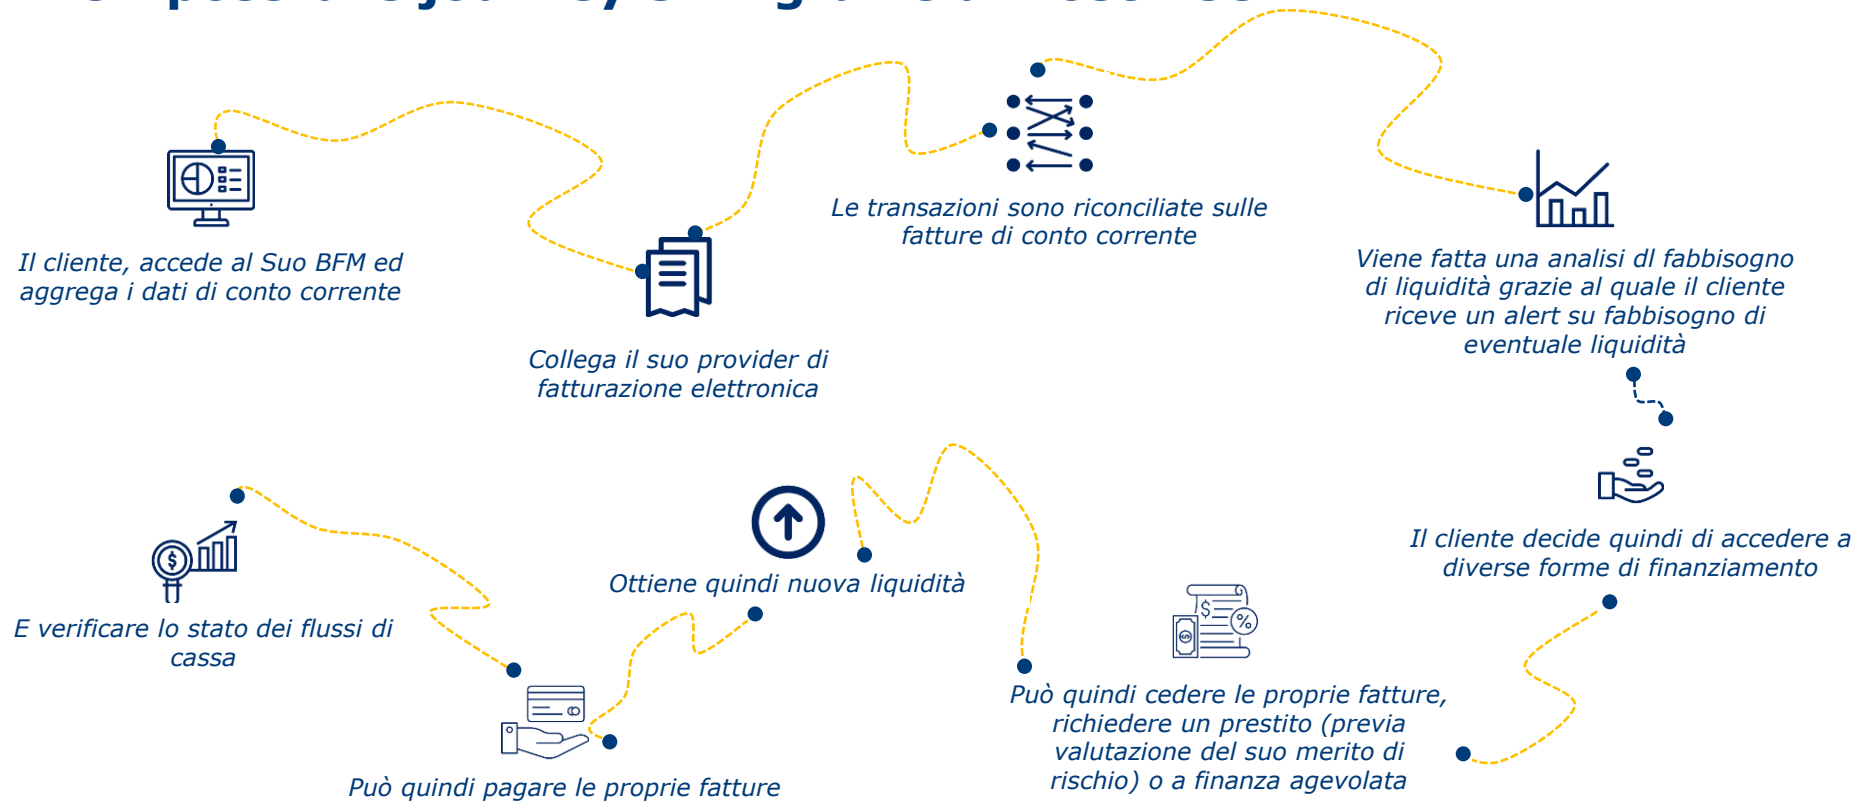 Il cliente, accede al Suo BFM ed
aggrega i dati di conto corrente
Collega il suo provider di
fatturazione elettronica
Le transazioni sono riconciliate sulle
fatture di conto corrente
Viene fatta una analisi dl fabbisogno
di liquidità grazie al quale il cliente
riceve un alert su fabbisogno di
eventuale liquidità
Il cliente decide quindi di accedere a
diverse forme di finanziamento
Può quindi cedere le proprie fatture,
richiedere un prestito (previa
valutazione del suo merito di
rischio) o a finanza agevolata
Ottiene quindi nuova liquidità
Può quindi pagare le proprie fatture
E verificare lo stato dei flussi di
cassa